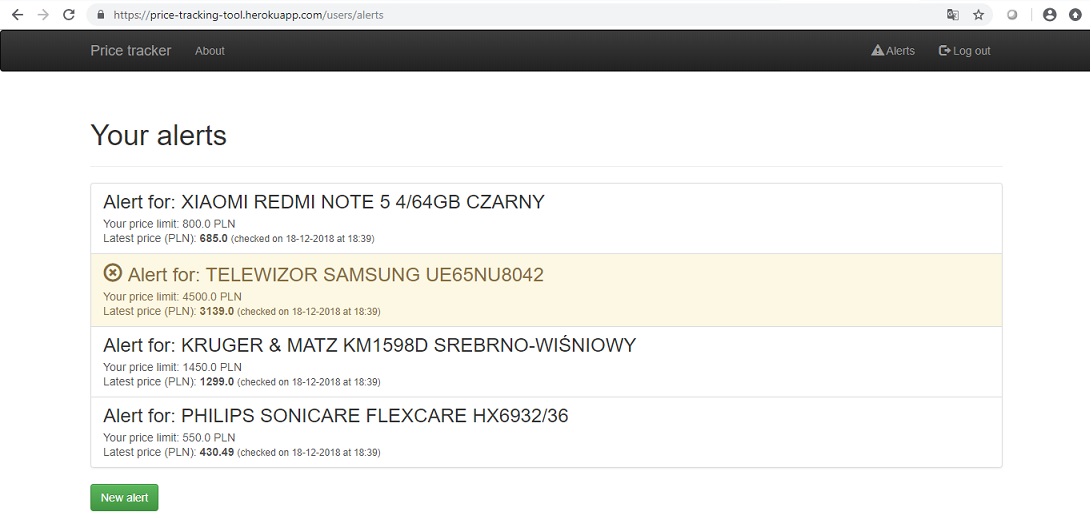 https://price-tracking-tool.herokuapp.com/users/alerts
Price tracker About Alerts Log out
Your alerts
Alert for: XIAOMI REDMI NOTE 5 4/64GB CZARNY
Your price limit: 800.0 PLN
Latest price (PLN): 685.0 (checked on 18-12-2018 at 18:39)
Alert for: TELEWIZOR SAMSUNG UE65NU8042
Your price limit: 4500.0 PLN
Latest price (PLN): 3139.0 (checked on 18-12-2018 at 18:39)
Alert for: KRUGER & MATZ KM1598D SREBRNO-WIŚNIOWY
Your price limit: 1450.0 PLN
Latest price (PLN): 1299.0 (checked on 18-12-2018 at 18:39)
Alert for: PHILIPS SONICARE FLEXCARE HX6932/36
Your price limit: 550.0 PLN
Latest price (PLN): 430.49 (checked on 18-12-2018 at 18:39)
New alert